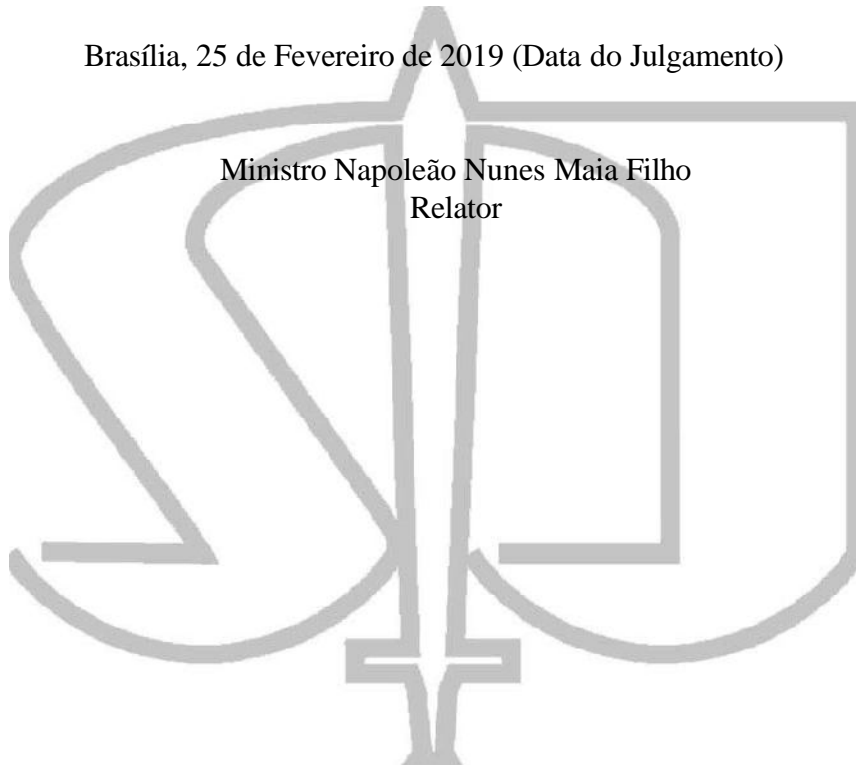 Brasília, 25 de Fevereiro de 2019 (Data do Julgamento)
Ministro Napoleão Nunes Maia Filho
Relator